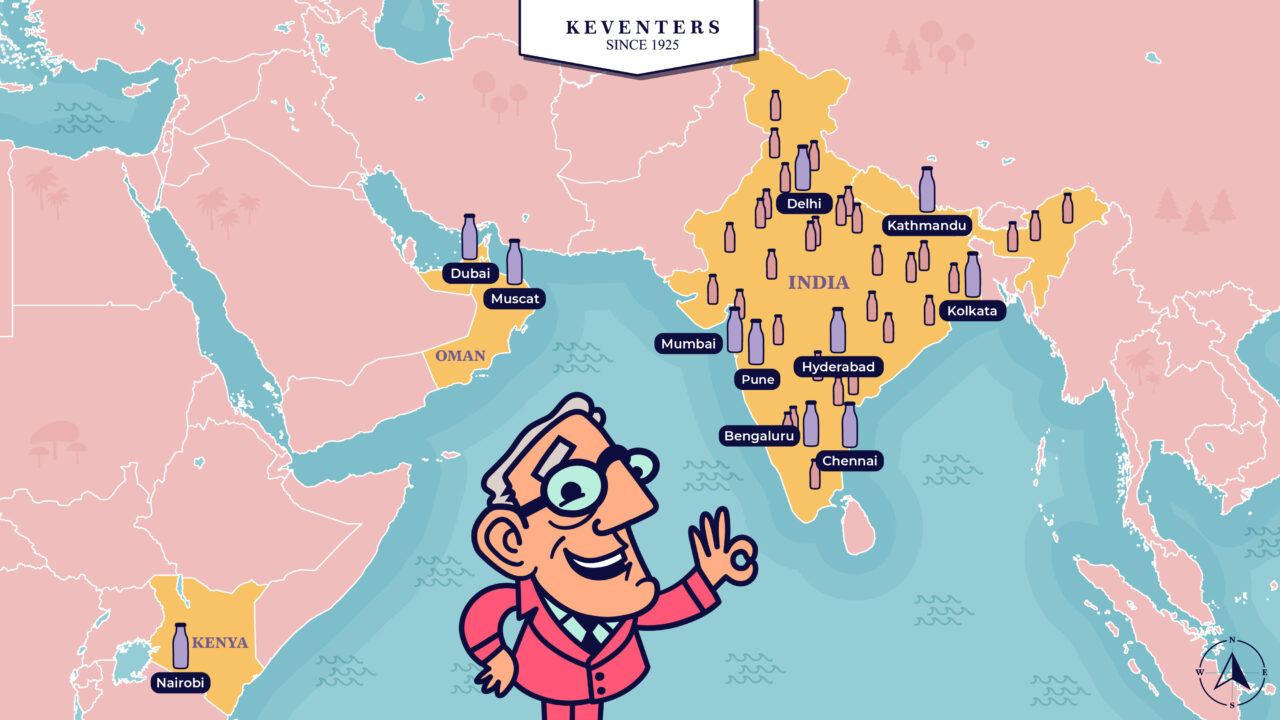 KEVENTERS
SINCE 1925
Delhi
Kathmandu
Dubai
Muscat
INDIA
Kolkata
Mumbai
OMAN
Hyderabad
Pune
Bengaluru
Chennai
KENYA
Nairobi
N
W
E
S